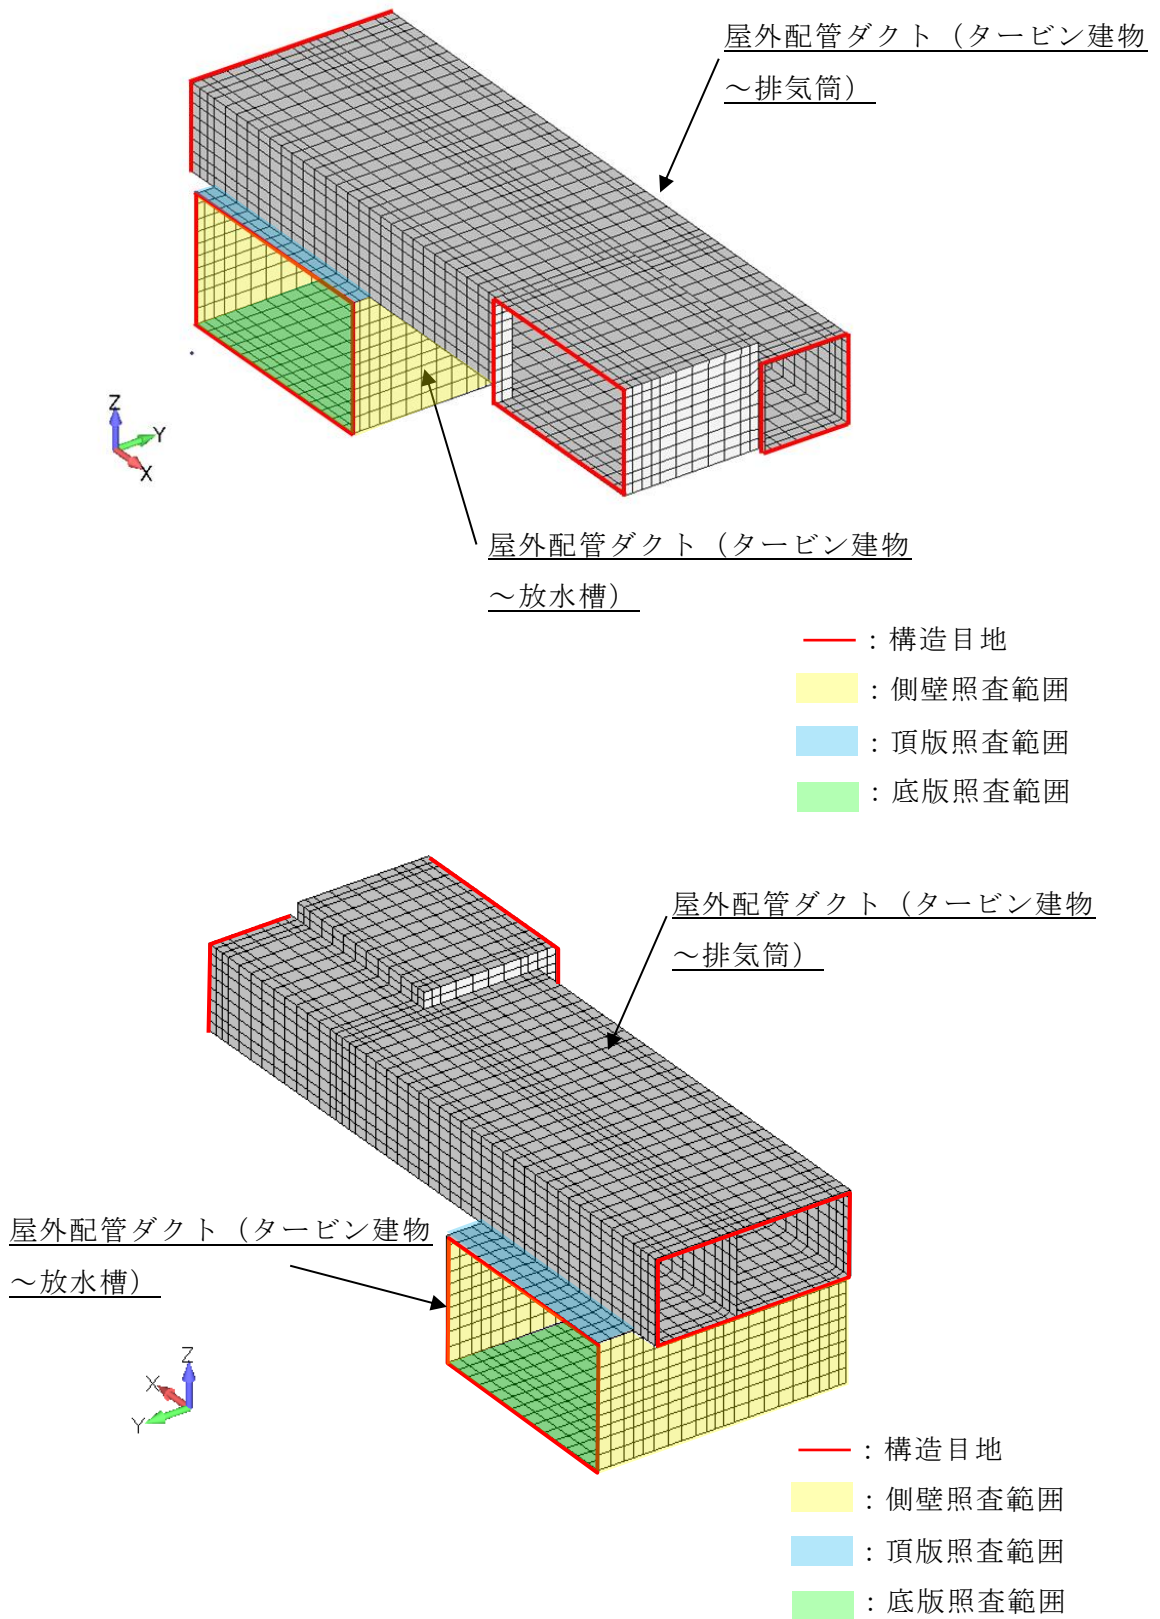 屋外配管ダクト（タービン建物
～排気筒）
Z
Y
X
屋外配管ダクト（タービン建物
～放水槽）
：構造目地
：側壁照査範囲
：頂版照査範囲
：底版照査範囲
屋外配管ダクト（タービン建物
～排気筒）
屋外配管ダクト（タービン建物
～放水槽）
Z
X
Y
：構造目地
：側壁照査範囲
：頂版照査範囲
：底版照査範囲